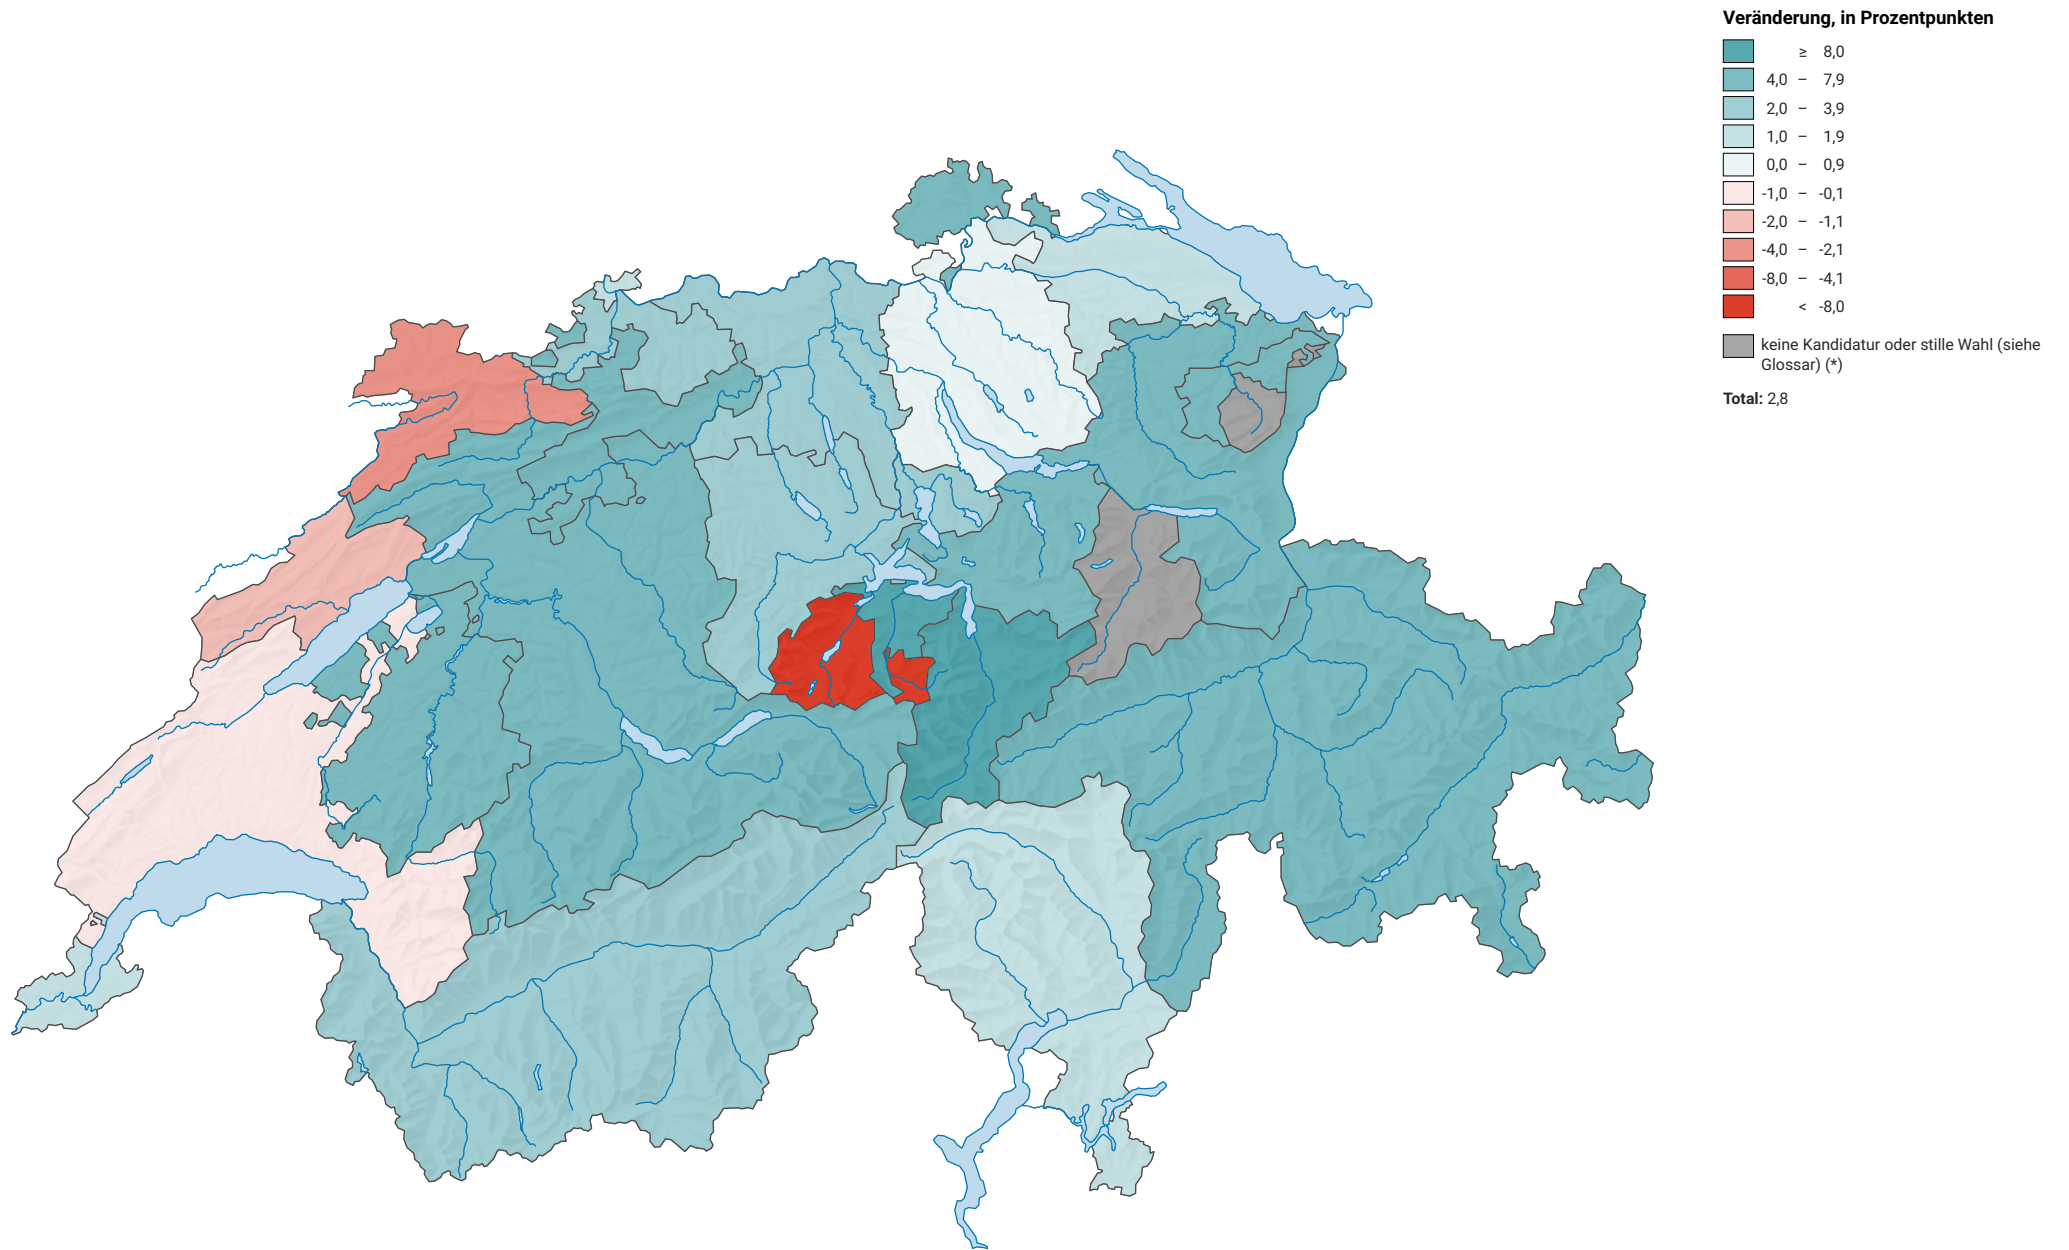 Veränderung, in Prozentpunkten
≥ 8,0
4,0 – 7,9
2,0 – 3,9
1,0 – 1,9
0,0 – 0,9
-1,0 – -0,1
-2,0 – -1,1
-4,0 – -2,1
-8,0 – -4,1
< -8,0
keine Kandidatur oder stille Wahl (siehe
Glossar) (*)
Total: 2,8